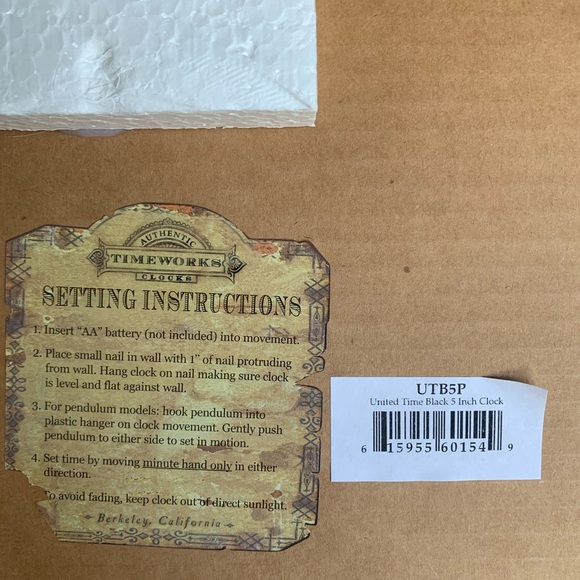 AUTHENTIC
TIMEWORKS
CLOCKS
SETTING INSTRUCTIONS
1. Insert "AA" battery (not included) into movement.
2. Place small nail in wall with 1" of nail protruding
from wall. Hang clock on nail making sure clock
is level and flat against wall.
3. For pendulum models: hook pendulum into
plastic hanger on clock movement. Gently push
pendulum to either side to set in motion.
4. Set time by moving minute hand only in either
direction.
To avoid fading, keep clock out of direct sunlight.
Berkeley, California
UTB5P
United Time Black 5 Inch Clock
6 15955 60154 9